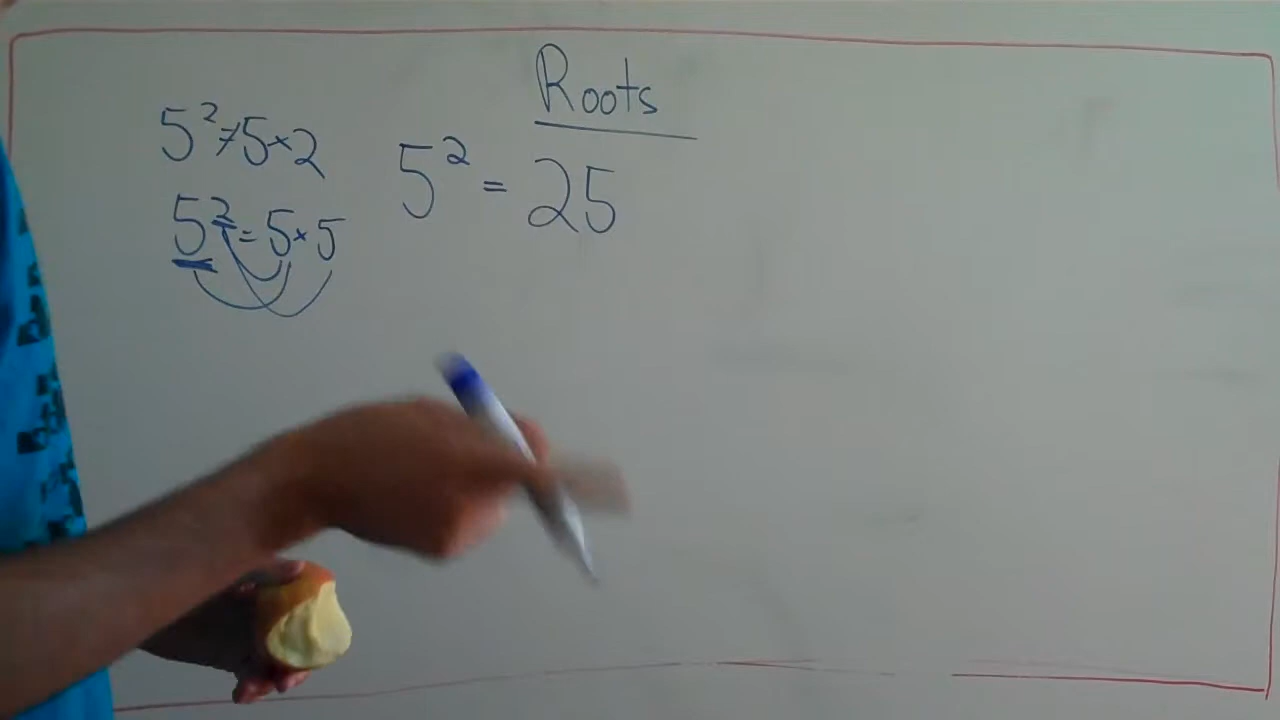 Roots
5² ≠ 5 × 2
5² = 5 × 5
5² = 25